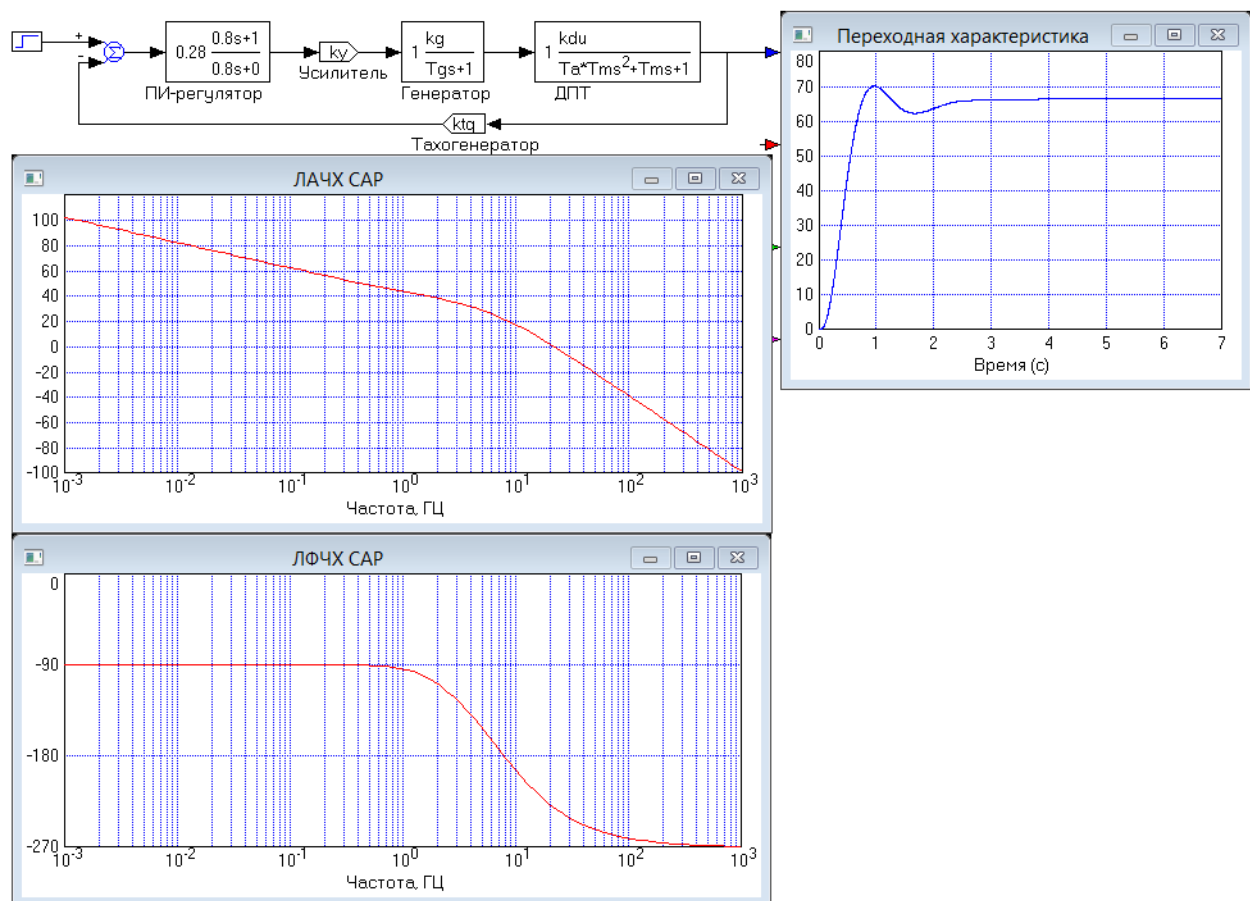 +
-
Σ
0.28 0.8s+1
0.8s+0
ПИ-регулятор
ky
Усилитель
1 kg
Tgs+1
Генератор
1 kdu
Ta*Tms²+Tms+1
ДПТ
ktg
Тахогенератор
Переходная характеристика
80
70
60
50
40
30
20
10
0
0 1 2 3 4 5 6 7
Время (с)
ЛАЧХ САР
100
80
60
40
20
0
-20
-40
-60
-80
-100
10⁻³ 10⁻² 10⁻¹ 10⁰ 10¹ 10² 10³
Частота, ГЦ
ЛФЧХ САР
0
-90
-180
-270
10⁻³ 10⁻² 10⁻¹ 10⁰ 10¹ 10² 10³
Частота, ГЦ